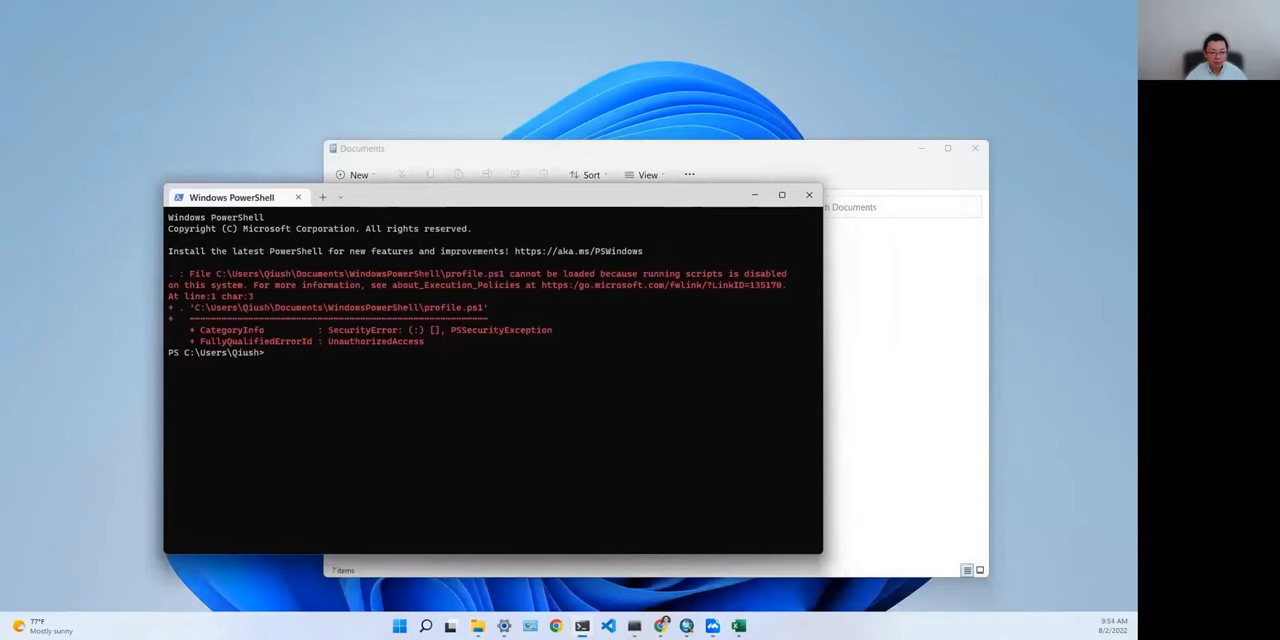 Documents
New
Sort
View
Windows PowerShell
h Documents
Windows PowerShell
Copyright (C) Microsoft Corporation. All rights reserved.
Install the latest PowerShell for new features and improvements! https://aka.ms/PSWindows
. : File C:\Users\Qiush\Documents\WindowsPowerShell\profile.ps1 cannot be loaded because running scripts is disabled
on this system. For more information, see about_Execution_Policies at https:/go.microsoft.com/fwlink/?LinkID=135170.
At line:1 char:3
+ . 'C:\Users\Qiush\Documents\WindowsPowerShell\profile.ps1'
+   ~~~~~~~~~~~~~~~~~~~~~~~~~~~~~~~~~~~~~~~~~~~~~~~~~~~~~~~~
    + CategoryInfo          : SecurityError: (:) [], PSSecurityException
    + FullyQualifiedErrorId : UnauthorizedAccess
PS C:\Users\Qiush>
7 items
77°F
Mostly sunny
9:54 AM
8/2/2022